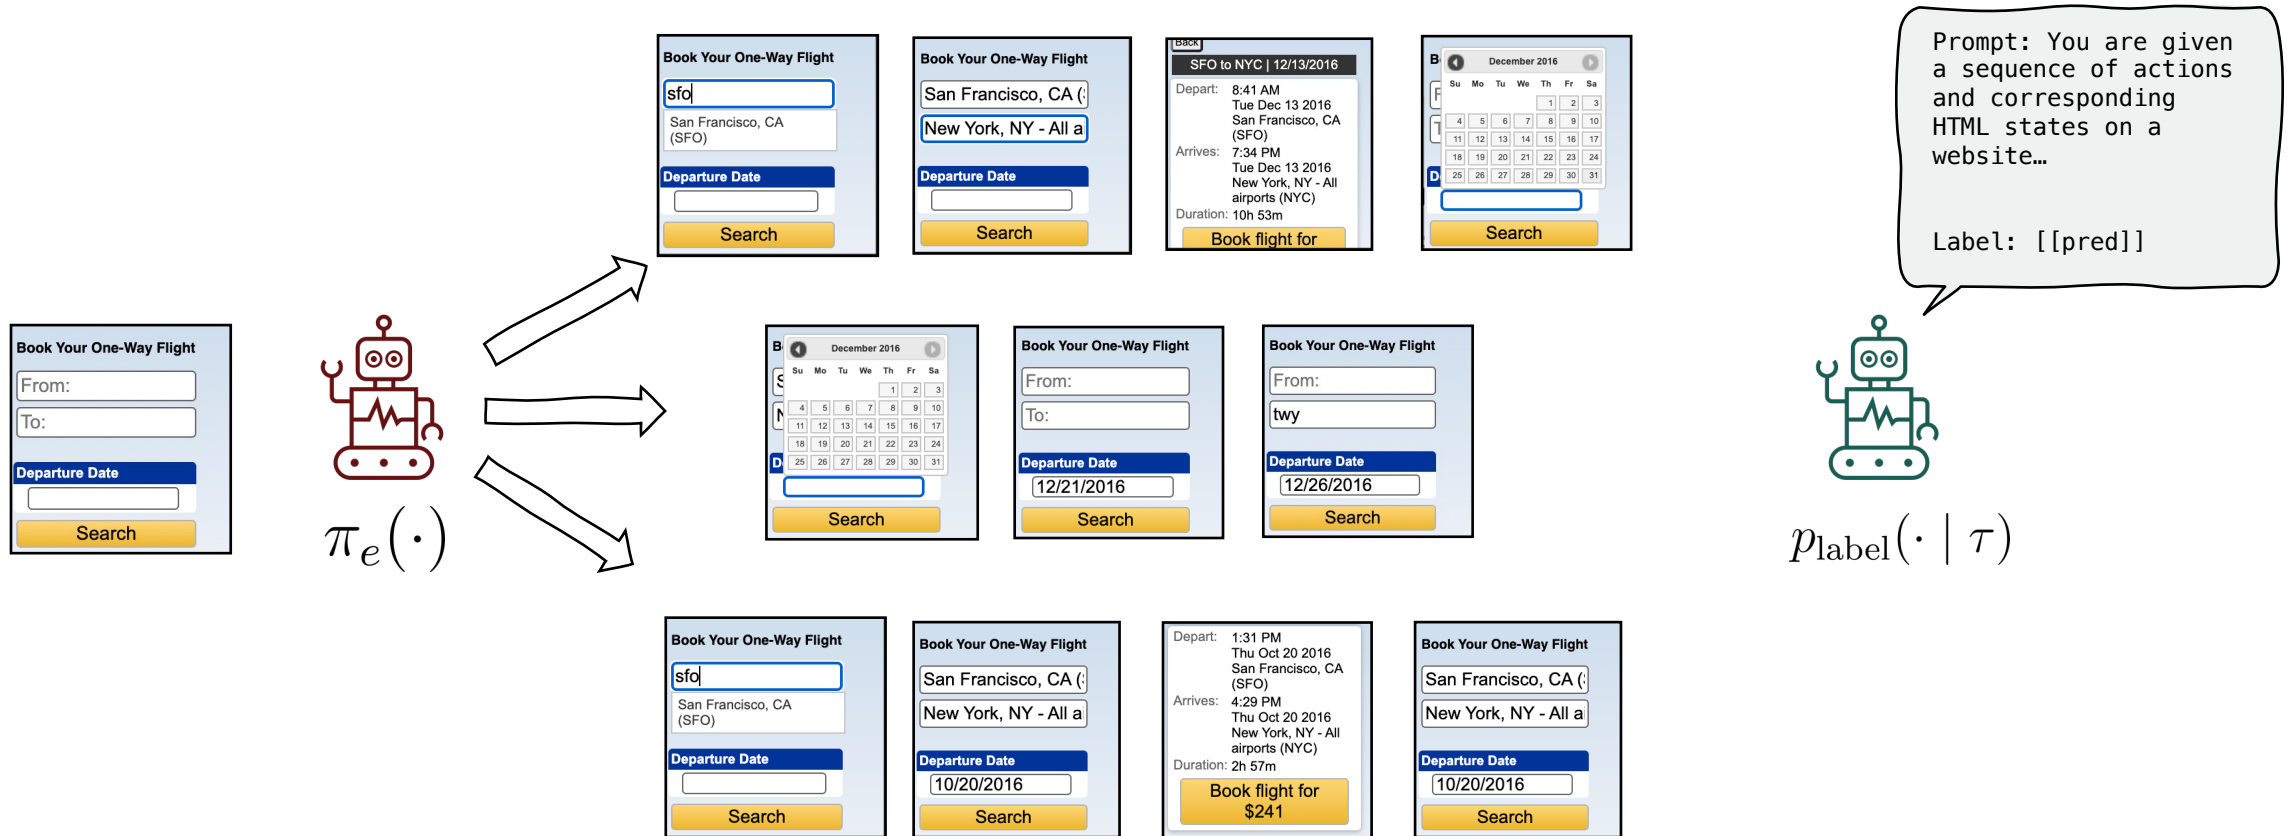 Book Your One-Way Flight
sfo
San Francisco, CA
(SFO)
Departure Date
Search
Book Your One-Way Flight
San Francisco, CA (
New York, NY - All a
Departure Date
Search
Back
SFO to NYC | 12/13/2016
Depart: 8:41 AM
Tue Dec 13 2016
San Francisco, CA
(SFO)
Arrives: 7:34 PM
Tue Dec 13 2016
New York, NY - All
airports (NYC)
Duration: 10h 53m
Book flight for
B
December 2016
Su Mo Tu We Th Fr Sa
1 2 3
4 5 6 7 8 9 10
11 12 13 14 15 16 17
18 19 20 21 22 23 24
25 26 27 28 29 30 31
D
Search
Prompt: You are given
a sequence of actions
and corresponding
HTML states on a
website…
Label: [[pred]]
Book Your One-Way Flight
From:
To:
Departure Date
Search
πe(·)
B
December 2016
Su Mo Tu We Th Fr Sa
1 2 3
4 5 6 7 8 9 10
11 12 13 14 15 16 17
18 19 20 21 22 23 24
25 26 27 28 29 30 31
D
Search
Book Your One-Way Flight
From:
To:
Departure Date
12/21/2016
Search
Book Your One-Way Flight
From:
twy
Departure Date
12/26/2016
Search
plabel(· | τ)
Book Your One-Way Flight
sfo
San Francisco, CA
(SFO)
Departure Date
Search
Book Your One-Way Flight
San Francisco, CA (
New York, NY - All a
Departure Date
10/20/2016
Search
Depart: 1:31 PM
Thu Oct 20 2016
San Francisco, CA
(SFO)
Arrives: 4:29 PM
Thu Oct 20 2016
New York, NY - All
airports (NYC)
Duration: 2h 57m
Book flight for
$241
Book Your One-Way Flight
San Francisco, CA (
New York, NY - All a
Departure Date
10/20/2016
Search